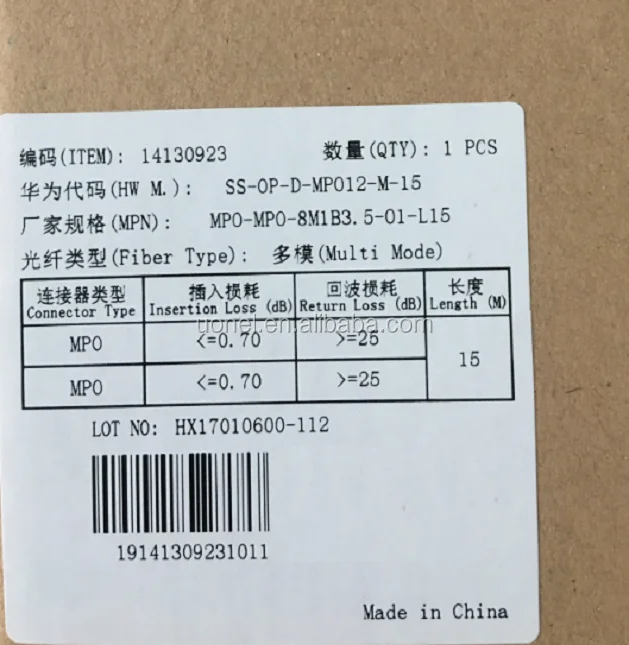 编码(ITEM): 14130923 数量(QTY): 1 PCS
华为代码(HW M.): SS-OP-D-MPO12-M-15
厂家规格(MPN): MPO-MPO-8M1B3.5-01-L15
光纤类型(Fiber Type): 多模(Multi Mode)
连接器类型 插入损耗 回波损耗 长度
Connector Type Insertion Loss (dB) Return Loss (dB) Length (M)
MPO <=0.70 >=25
15
MPO <=0.70 >=25
uonel.en.alibaba.com
LOT NO: HX17010600-112
19141309231011
Made in China